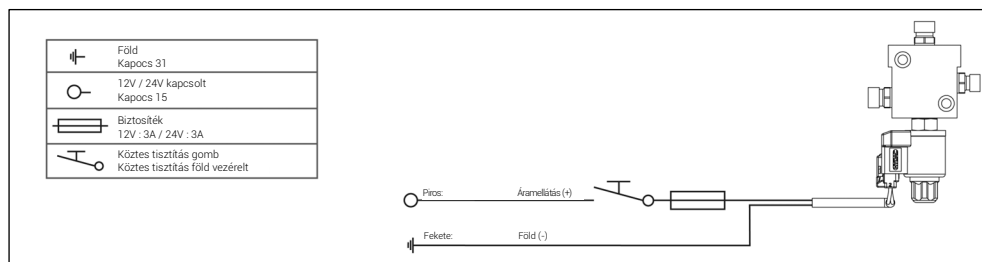 Föld
Kapocs 31
12V / 24V kapcsolt
Kapocs 15
Biztosíték
12V : 3A / 24V : 3A
Köztes tisztítás gomb
Köztes tisztítás föld vezérelt
Piros: Áramellátás (+)
Fekete: Föld (-)